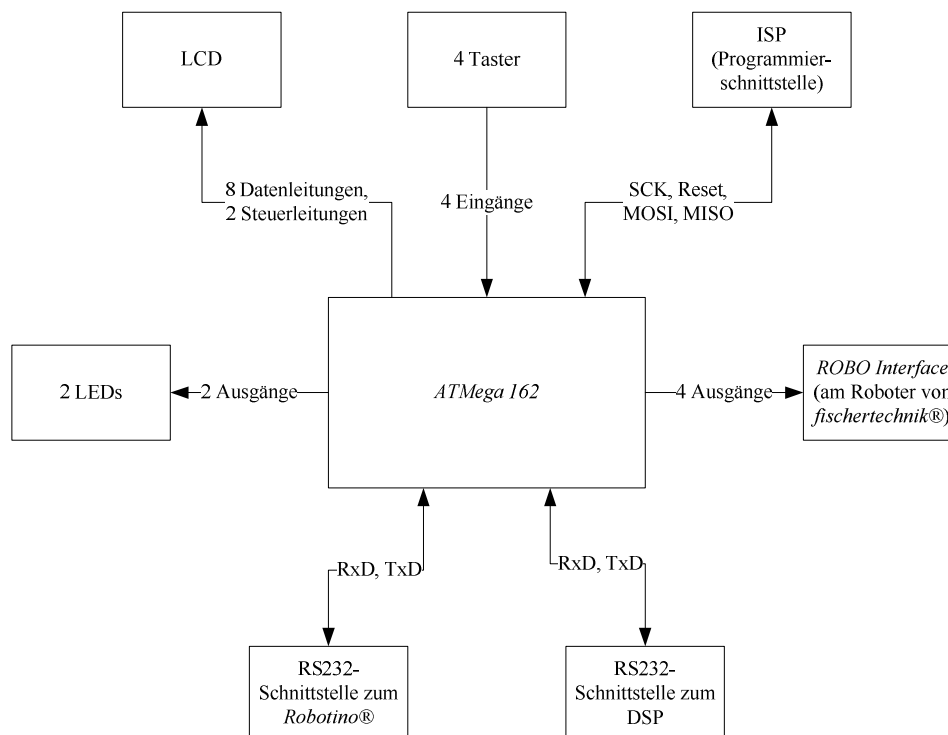 LCD
4 Taster
ISP
(Programmier-
schnittstelle)
8 Datenleitungen,
2 Steuerleitungen
4 Eingänge
SCK, Reset,
MOSI, MISO
2 LEDs
2 Ausgänge
ATMega 162
4 Ausgänge
ROBO Interface
(am Roboter von
fischertechnik®)
RxD, TxD
RxD, TxD
RS232-
Schnittstelle zum
Robotino®
RS232-
Schnittstelle zum
DSP